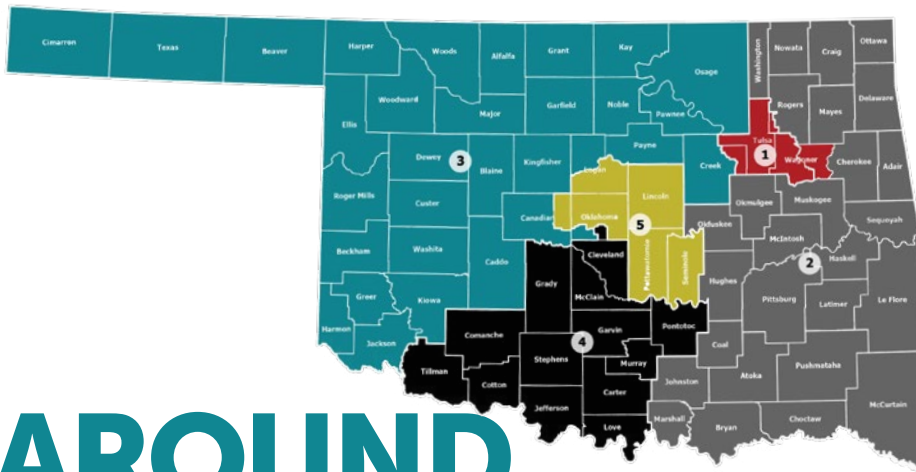 Cimarron
Texas
Beaver
Harper
Woods
Alfalfa
Grant
Kay
Osage
Washington
Nowata
Craig
Ottawa
Woodward
Major
Garfield
Noble
Pawnee
Rogers
Mayes
Delaware
Ellis
Dewey
3
Blaine
Kingfisher
Logan
Payne
Creek
Tulsa
1
Wagoner
Cherokee
Adair
Roger Mills
Custer
Canadian
Oklahoma
Lincoln
5
Okmulgee
Muskogee
Sequoyah
Okfuskee
McIntosh
Beckham
Washita
Caddo
Grady
Cleveland
Pottawatomie
Seminole
Hughes
2
Haskell
Greer
Kiowa
McClain
Pittsburg
Latimer
Le Flore
Harmon
Jackson
Comanche
Garvin
Pontotoc
4
Coal
Tillman
Stephens
Murray
Cotton
Carter
Johnston
Atoka
Pushmataha
McCurtain
Jefferson
Love
Marshall
Bryan
Choctaw
AROUND